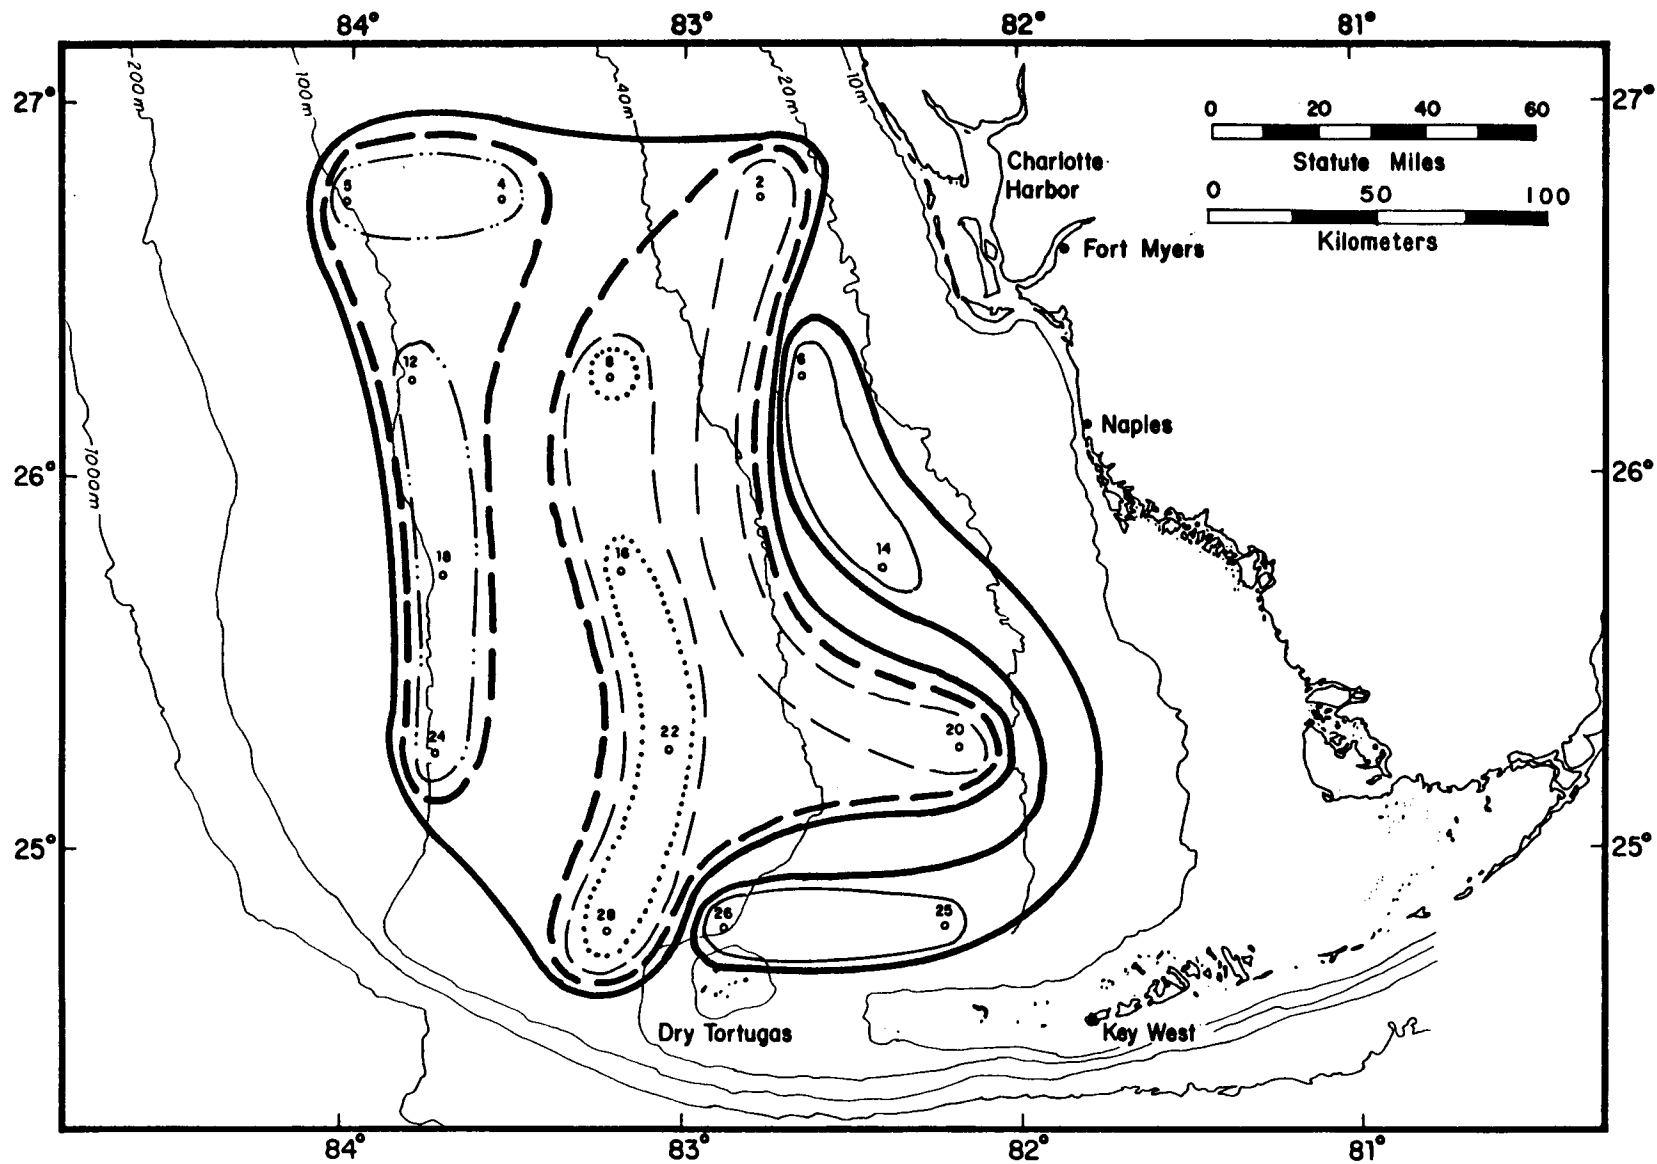 84° 83° 82° 81°
200m 100m 40m 20m 10m
27° 27°
0 20 40 60
Statute Miles
0 50 100
Kilometers
Charlotte
Harbor
5 4 2
Fort Myers
12 8 6
Naples
1000m
26° 26°
18 16 14
24 22 20
25° 25°
28 26 25
Dry Tortugas
Key West
84° 83° 82° 81°